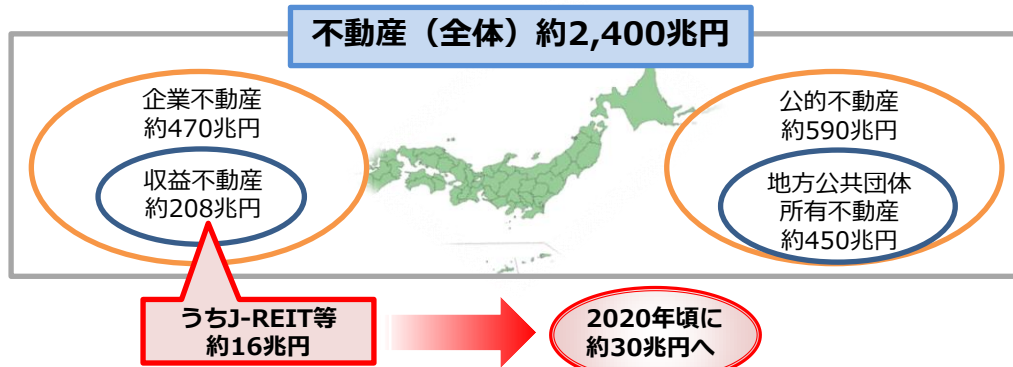 不動産（全体）約2,400兆円
企業不動産
約470兆円
収益不動産
約208兆円
公的不動産
約590兆円
地方公共団体
所有不動産
約450兆円
うちJ-REIT等
約16兆円
2020年頃に
約30兆円へ